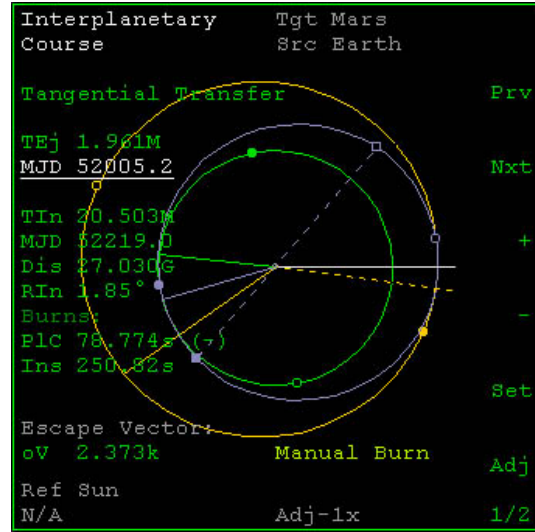 Interplanetary Tgt Mars
Course Src Earth
Tangential Transfer Prv
TEj 1.961M
MJD 52005.2 Nxt
TIn 20.503M
MJD 52219.0 +
Dis 27.030G
RIn 1.85°
Burns:
PlC 78.774s (¬) -
Ins 250.92s
Set
Escape Vector:
oV 2.373k Manual Burn
Adj
Ref Sun
N/A Adj-1x 1/2